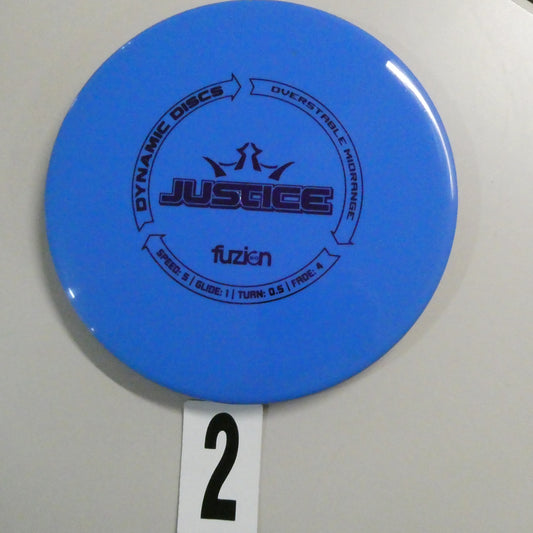 DYNAMIC DISCS
OVERSTABLE MIDRANGE
JUSTICE
fuzion
SPEED: 5 | GLIDE: 1 | TURN: 0.5 | FADE: 4
2